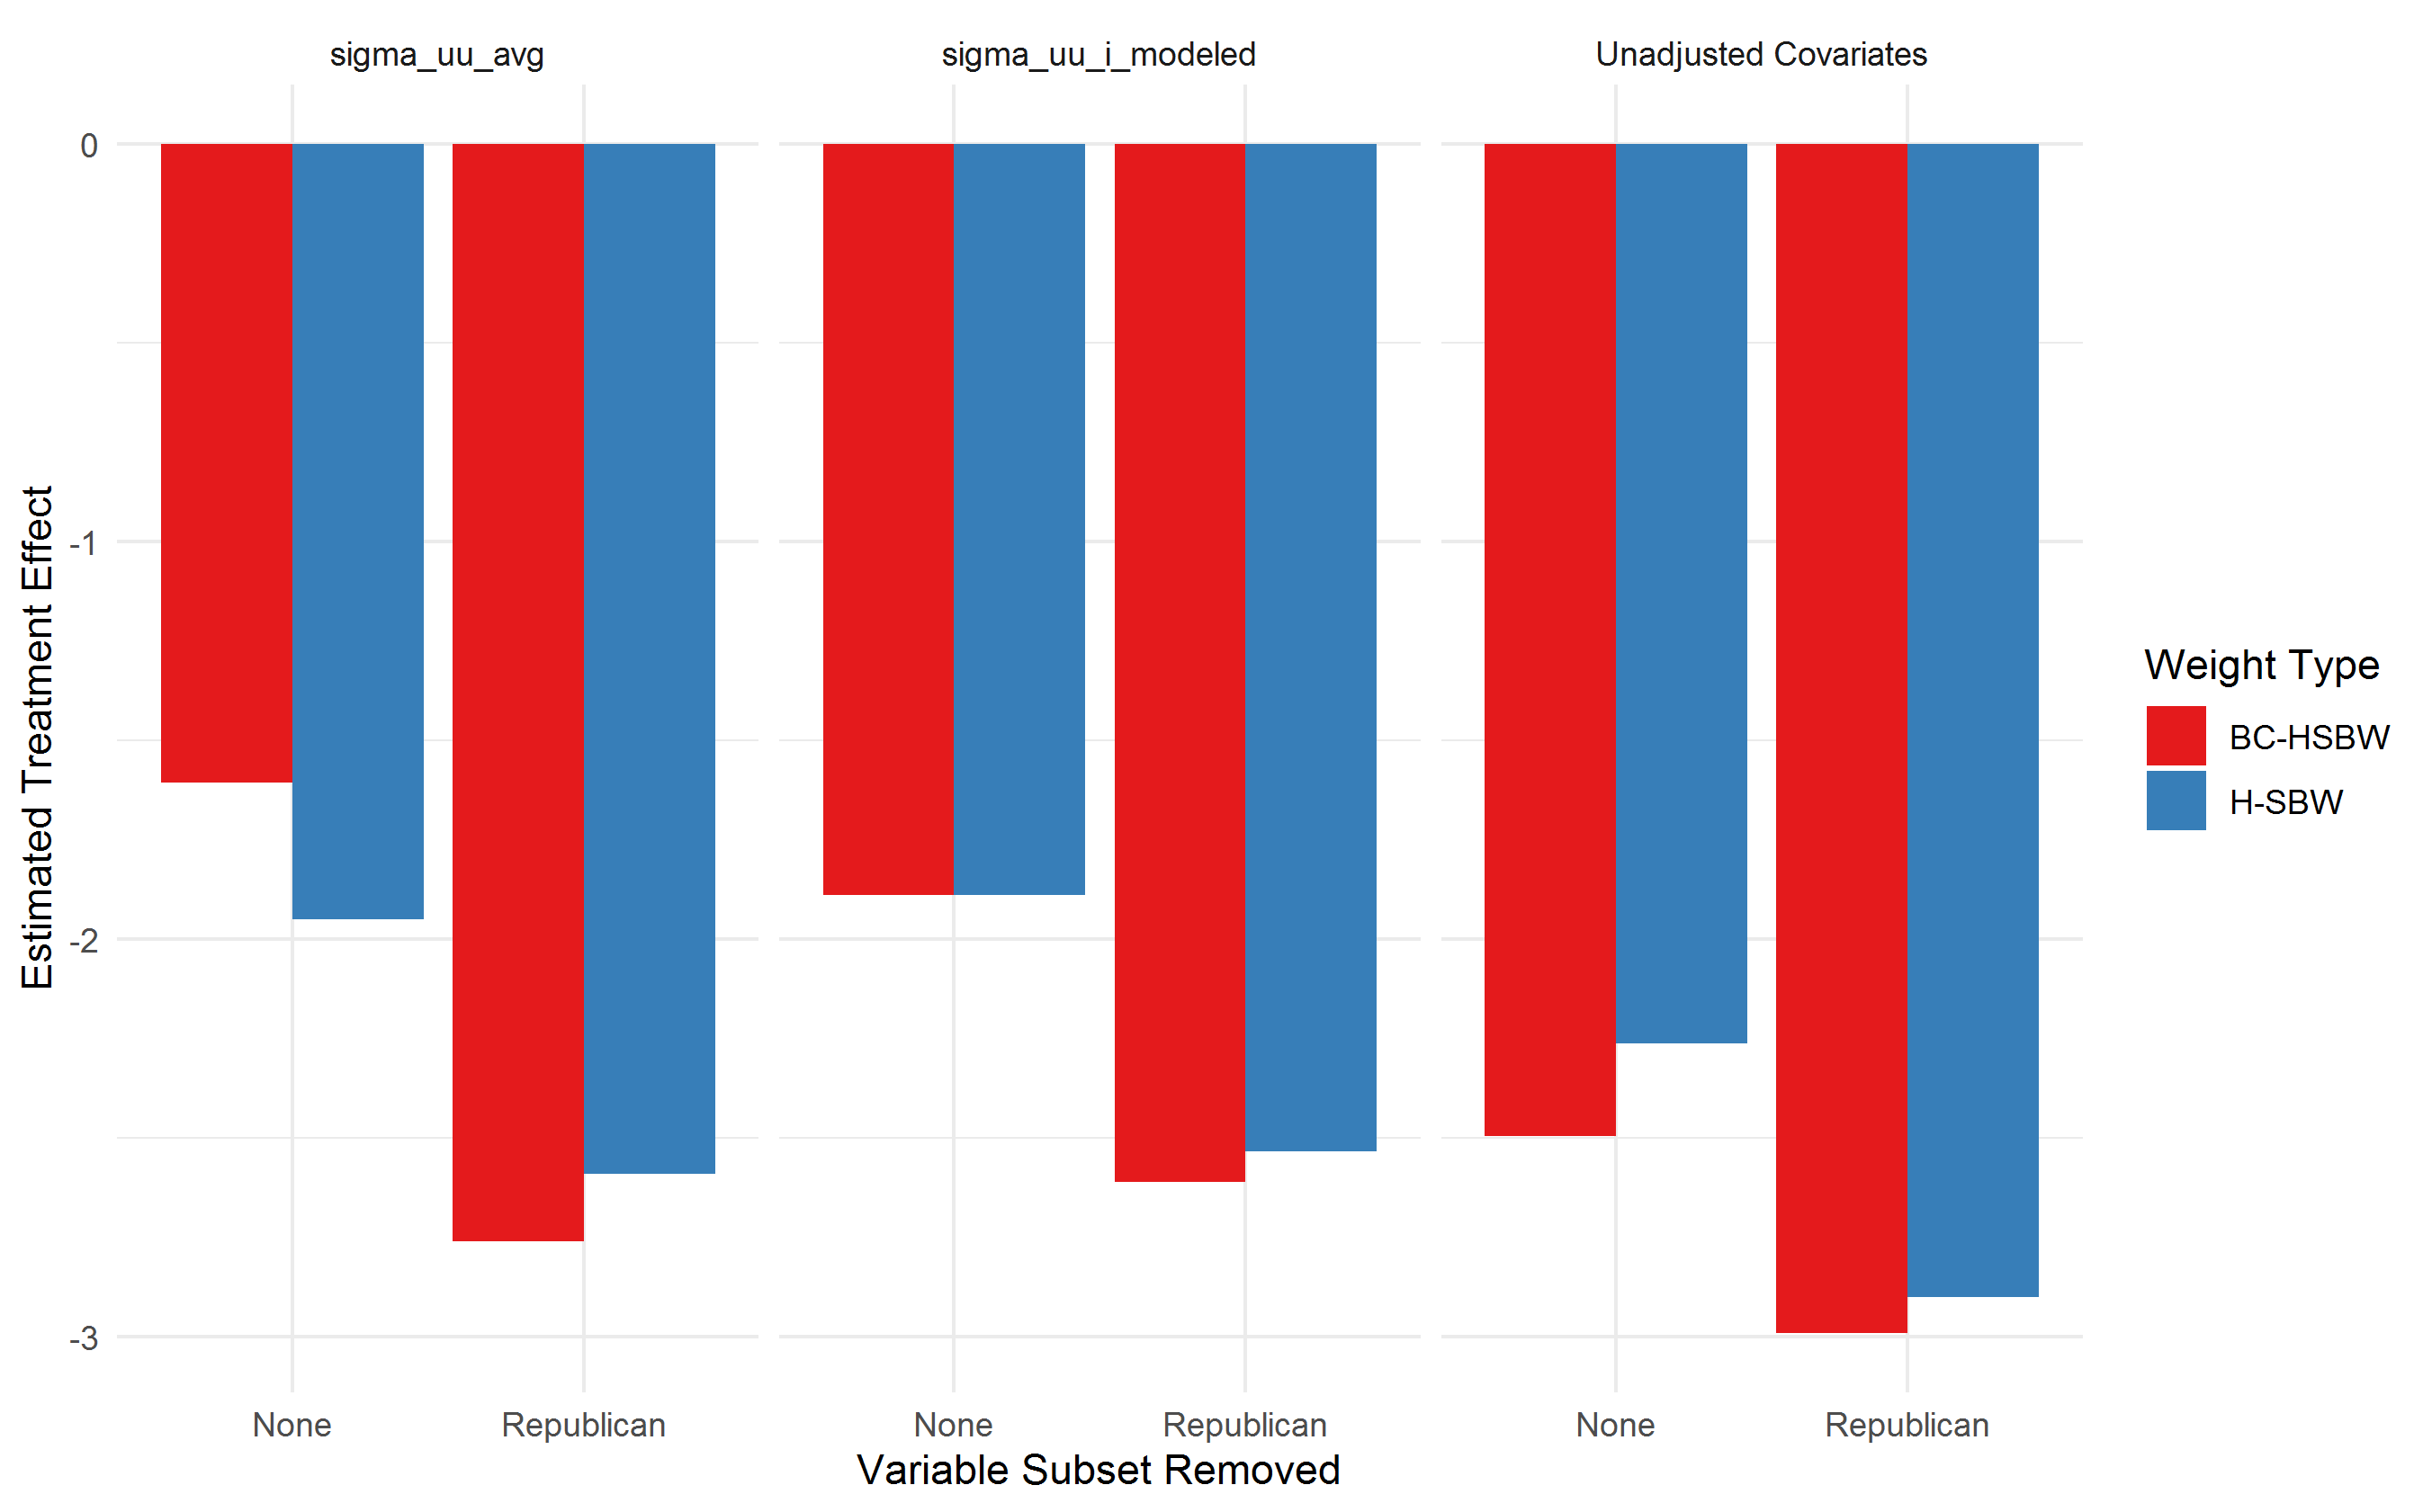 sigma_uu_avg
sigma_uu_i_modeled
Unadjusted Covariates
0
-1
-2
-3
Estimated Treatment Effect
None
Republican
None
Republican
None
Republican
Variable Subset Removed
Weight Type
BC-HSBW
H-SBW